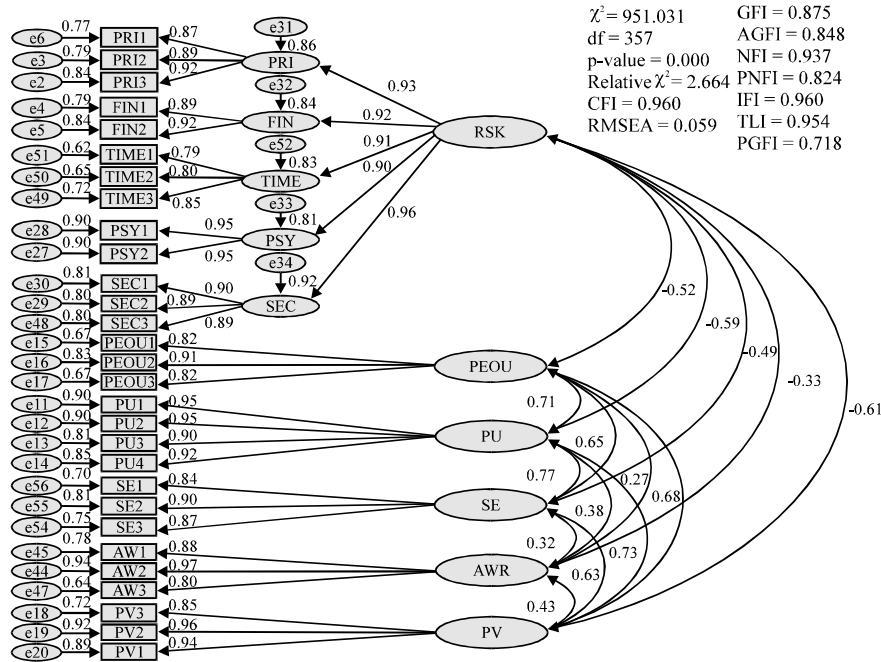 χ² = 951.031
df = 357
p-value = 0.000
Relative χ² = 2.664
CFI = 0.960
RMSEA = 0.059
GFI = 0.875
AGFI = 0.848
NFI = 0.937
PNFI = 0.824
IFI = 0.960
TLI = 0.954
PGFI = 0.718
e6 0.77 PRI1 0.87
e3 0.79 PRI2 0.89
e2 0.84 PRI3 0.92
e31 0.86
PRI
0.93
e4 0.79 FIN1 0.89
e5 0.84 FIN2 0.92
e32 0.84
FIN
0.92
RSK
e51 0.62 TIME1 0.79
e50 0.65 TIME2 0.80
e49 0.72 TIME3 0.85
e52 0.83
TIME
0.91
e28 0.90 PSY1 0.95
e27 0.90 PSY2 0.95
e33 0.81
PSY
0.90
e30 0.81 SEC1 0.90
e29 0.80 SEC2 0.89
e48 0.80 SEC3 0.89
e34 0.92
SEC
0.96
e15 0.67 PEOU1 0.82
e16 0.83 PEOU2 0.91
e17 0.67 PEOU3 0.82
PEOU
e11 0.90 PU1 0.95
e12 0.90 PU2 0.95
e13 0.81 PU3 0.90
e14 0.85 PU4 0.92
PU
e56 0.70 SE1 0.84
e55 0.81 SE2 0.90
e54 0.75 SE3 0.87
SE
e45 0.78 AW1 0.88
e44 0.94 AW2 0.97
e47 0.64 AW3 0.80
AWR
e18 0.72 PV3 0.85
e19 0.92 PV2 0.96
e20 0.89 PV1 0.94
PV
-0.52
-0.59
-0.49
-0.33
-0.61
0.71
0.65
0.77
0.27
0.68
0.38
0.32
0.73
0.63
0.43